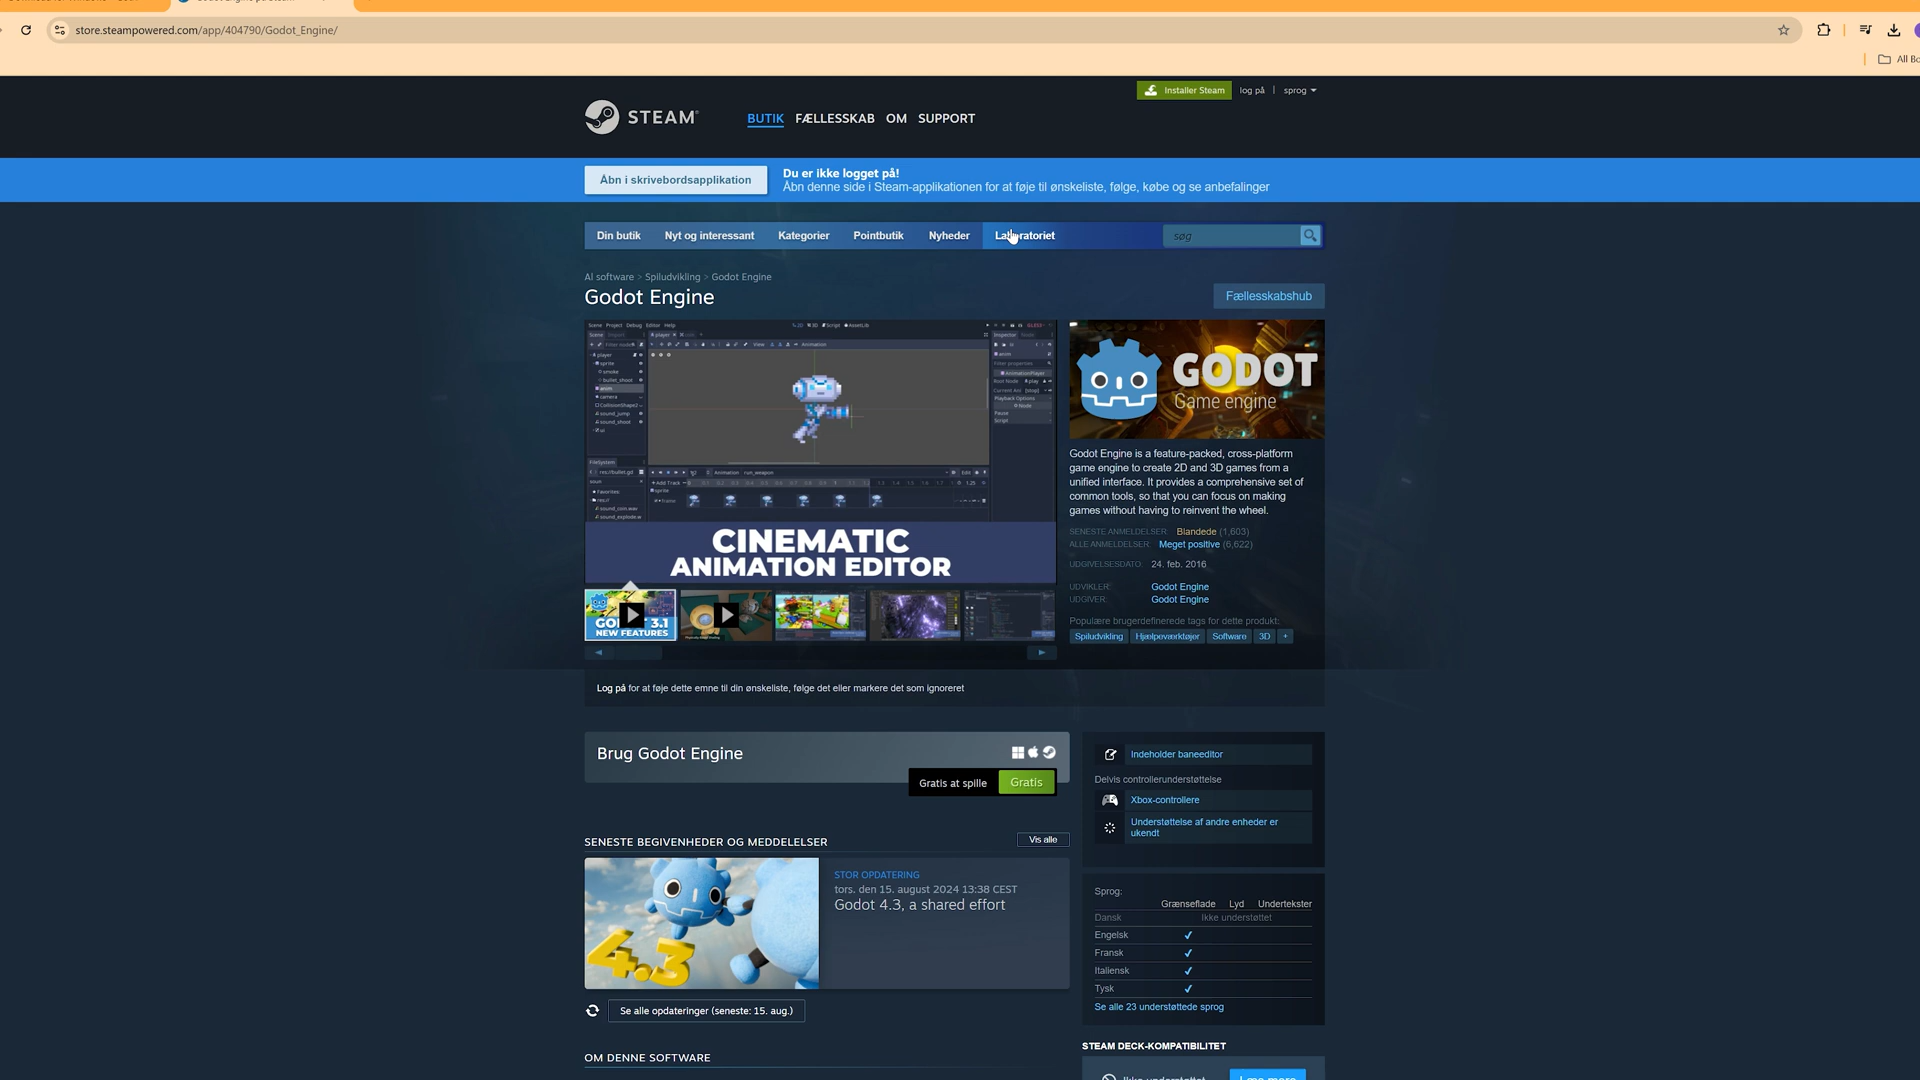 store.steampowered.com/app/404790/Godot_Engine/
Installer Steam
log på
sprog
STEAM
BUTIK
FÆLLESSKAB
OM
SUPPORT
Åbn i skrivebordsapplikation
Du er ikke logget på!
Åbn denne side i Steam-applikationen for at føje til ønskeliste, følge, købe og se anbefalinger
Din butik
Nyt og interessant
Kategorier
Pointbutik
Nyheder
Laboratoriet
søg
AI software > Spiludvikling > Godot Engine
Godot Engine
Fællesskabshub
Scene Project Debug Editor Help
CINEMATIC
ANIMATION EDITOR
GODOT
Game engine
Godot Engine is a feature-packed, cross-platform
game engine to create 2D and 3D games from a
unified interface. It provides a comprehensive set of
common tools, so that you can focus on making
games without having to reinvent the wheel.
SENESTE ANMELDELSER: Blandede (1,603)
ALLE ANMELDELSER: Meget positive (6,622)
UDGIVELSESDATO: 24. feb. 2016
UDVIKLER: Godot Engine
UDGIVER: Godot Engine
Populære brugerdefinerede tags for dette produkt:
Spiludvikling
Hjælpeværktøjer
Software
3D
+
3.1
NEW FEATURES
Log på for at føje dette emne til din ønskeliste, følge det eller markere det som ignoreret
Brug Godot Engine
Gratis at spille
Gratis
Indeholder baneeditor
Delvis controllerunderstøttelse
Xbox-controllere
Understøttelse af andre enheder er
ukendt
SENESTE BEGIVENHEDER OG MEDDELELSER
Vis alle
4.3
STOR OPDATERING
tors. den 15. august 2024 13:38 CEST
Godot 4.3, a shared effort
Se alle opdateringer (seneste: 15. aug.)
Sprog:
Grænseflade Lyd Undertekster
Dansk Ikke understøttet
Engelsk ✔
Fransk ✔
Italiensk ✔
Tysk ✔
Se alle 23 understøttede sprog
OM DENNE SOFTWARE
STEAM DECK-KOMPATIBILITET